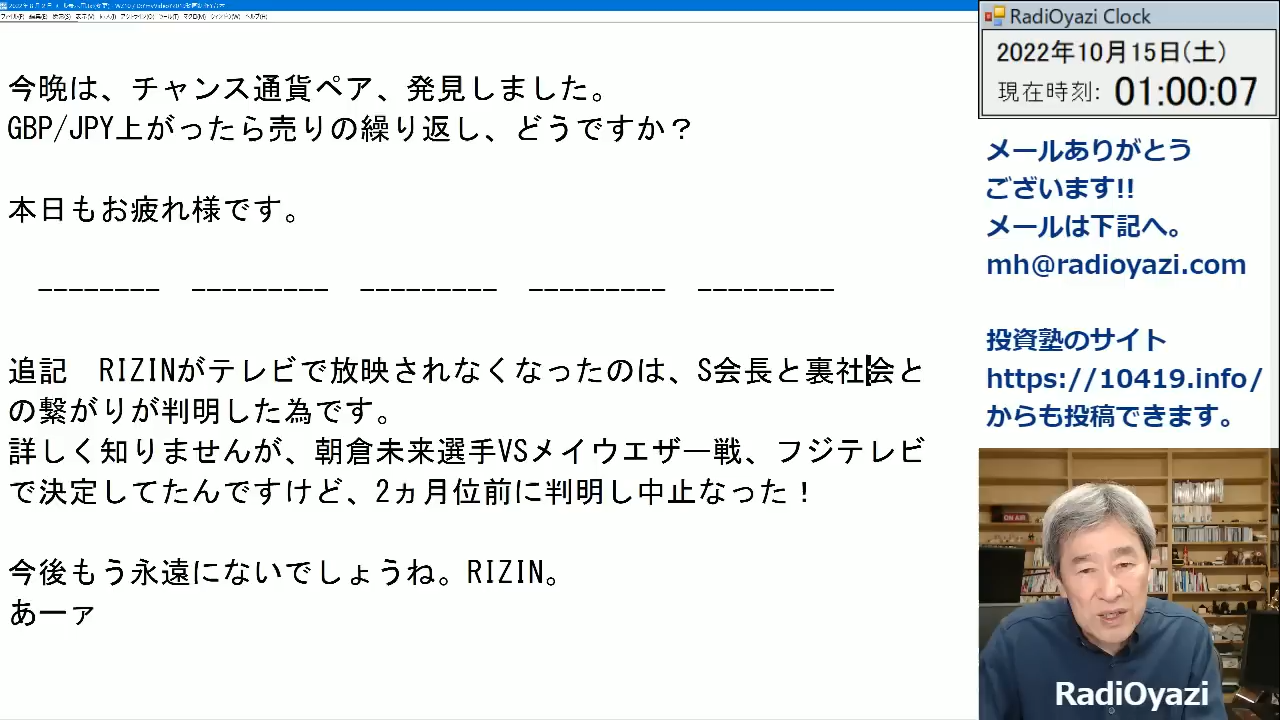 今晩は、チャンス通貨ペア、発見しました。
GBP/JPY上がったら売りの繰り返し、どうですか？
本日もお疲れ様です。
-------- --------- --------- --------- ---------
追記　RIZINがテレビで放映されなくなったのは、S会長と裏社会と
の繋がりが判明した為です。
詳しく知りませんが、朝倉未来選手VSメイウエザー戦、フジテレビ
で決定してたんですけど、2ヵ月位前に判明し中止なった！
今後もう永遠にないでしょうね。RIZIN。
あーァ
RadiOyazi Clock
2022年10月15日(土)
現在時刻: 01:00:07
メールありがとう
ございます!!
メールは下記へ。
mh@radioyazi.com
投資塾のサイト
https://10419.info/
からも投稿できます。
ON AIR
RadiOyazi